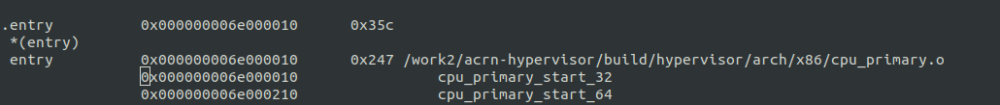 .entry 0x000000006e000010 0x35c
*(entry)
entry 0x000000006e000010 0x247 /work2/acrn-hypervisor/build/hypervisor/arch/x86/cpu_primary.o
0x000000006e000010 cpu_primary_start_32
0x000000006e000210 cpu_primary_start_64